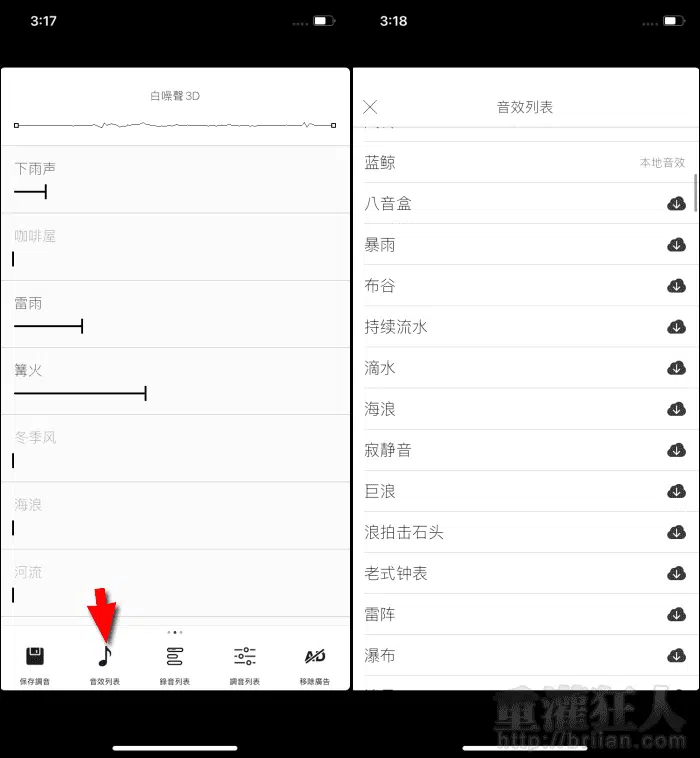 3:17
白噪聲3D
下雨声
咖啡屋
雷雨
篝火
冬季风
海浪
河流
保存調音
音效列表
錄音列表
調音列表
AD
移除廣告
3:18
音效列表
蓝鲸
本地音效
八音盒
暴雨
布谷
持续流水
滴水
海浪
寂静音
巨浪
浪拍击石头
老式钟表
雷阵
瀑布
重灌狂人
http://briian.com